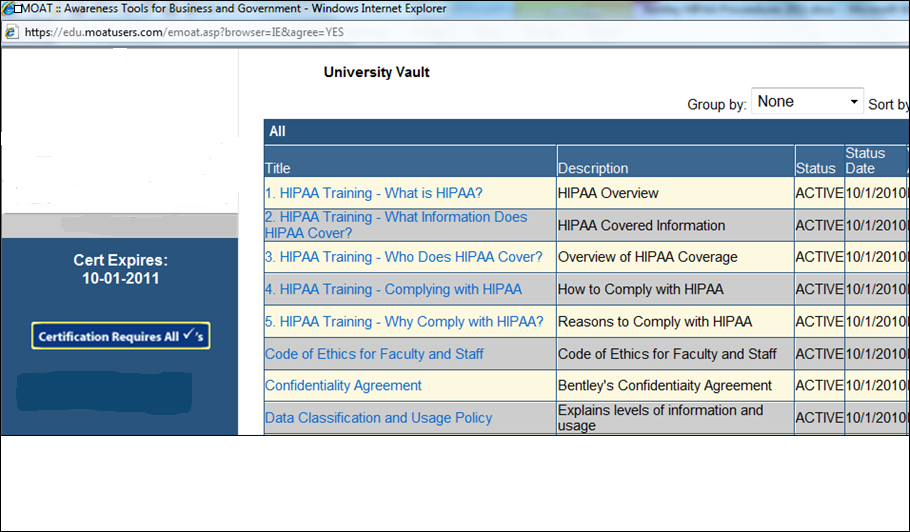 MOAT :: Awareness Tools for Business and Government - Windows Internet Explorer
https://edu.moatusers.com/emoat.asp?browser=IE&agree=YES
University Vault
Group by: None Sort by
All
Title Description Status Status Date
1. HIPAA Training - What is HIPAA? HIPAA Overview ACTIVE 10/1/2010
2. HIPAA Training - What Information Does
HIPAA Cover? HIPAA Covered Information ACTIVE 10/1/2010
3. HIPAA Training - Who Does HIPAA Cover? Overview of HIPAA Coverage ACTIVE 10/1/2010
4. HIPAA Training - Complying with HIPAA How to Comply with HIPAA ACTIVE 10/1/2010
5. HIPAA Training - Why Comply with HIPAA? Reasons to Comply with HIPAA ACTIVE 10/1/2010
Code of Ethics for Faculty and Staff Code of Ethics for Faculty and Staff ACTIVE 10/1/2010
Confidentiality Agreement Bentley's Confidentiaity Agreement ACTIVE 10/1/2010
Data Classification and Usage Policy Explains levels of information and
usage ACTIVE 10/1/2010
Cert Expires:
10-01-2011
Certification Requires All ✓'s